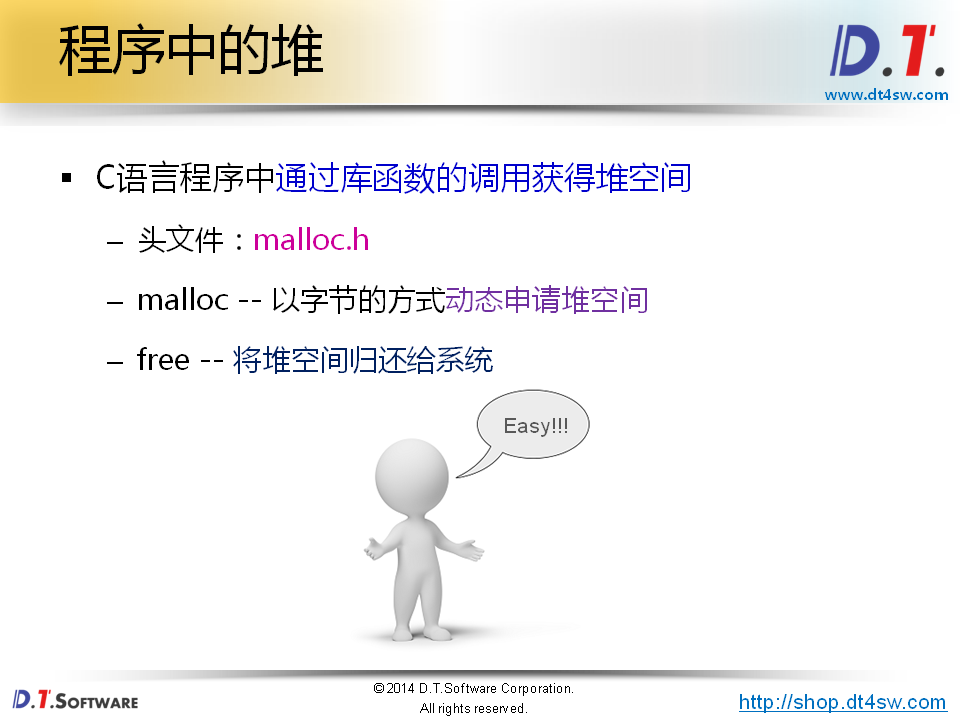 程序中的堆
D.T.
www.dt4sw.com
▪ C语言程序中通过库函数的调用获得堆空间
– 头文件：malloc.h
– malloc -- 以字节的方式动态申请堆空间
– free -- 将堆空间归还给系统
Easy!!!
D.T.SOFTWARE
©2014 D.T.Software Corporation.
All rights reserved.
http://shop.dt4sw.com